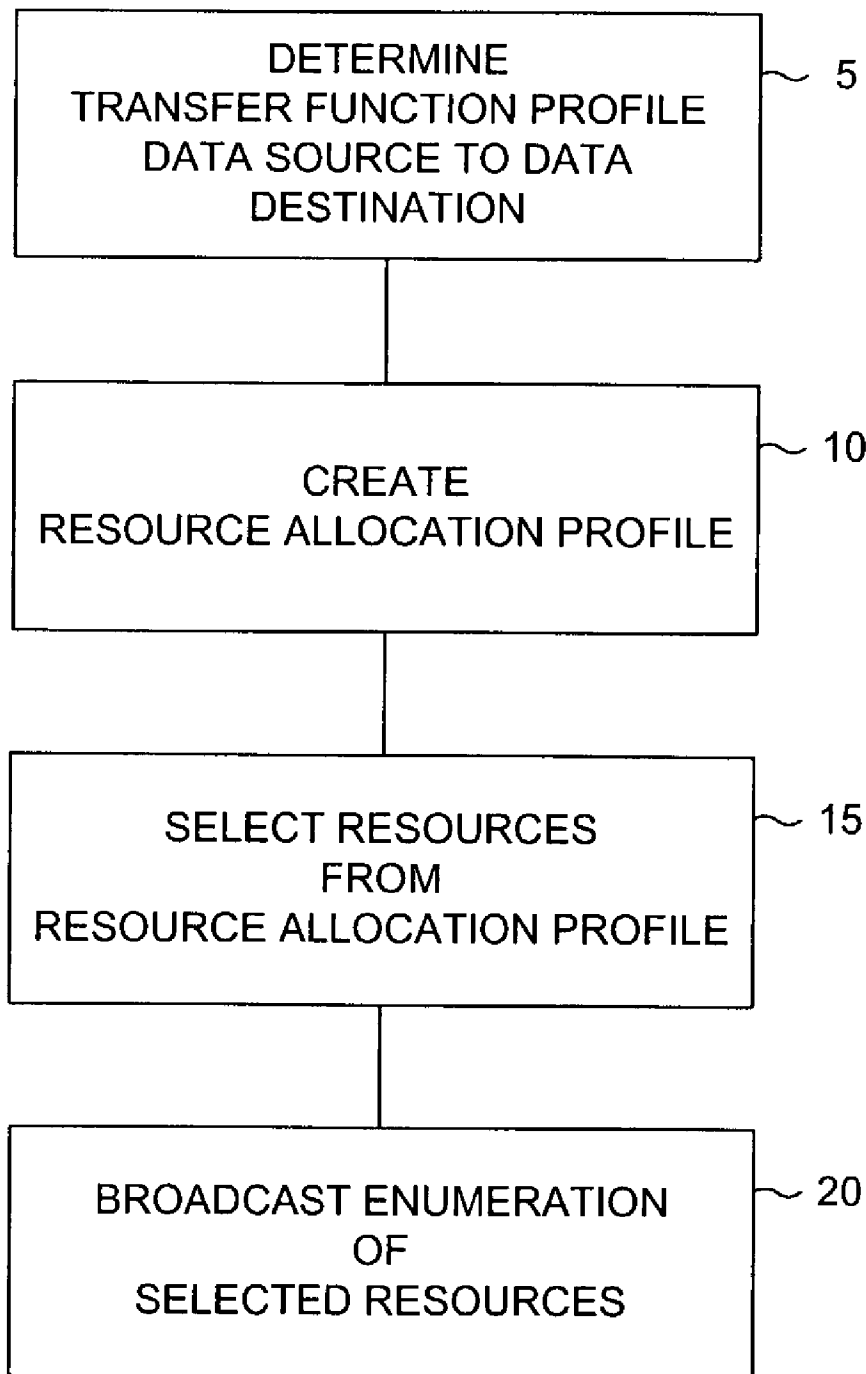 DETERMINE
TRANSFER FUNCTION PROFILE
DATA SOURCE TO DATA
DESTINATION
5
CREATE
RESOURCE ALLOCATION PROFILE
10
SELECT RESOURCES
FROM
RESOURCE ALLOCATION PROFILE
15
BROADCAST ENUMERATION
OF
SELECTED RESOURCES
20